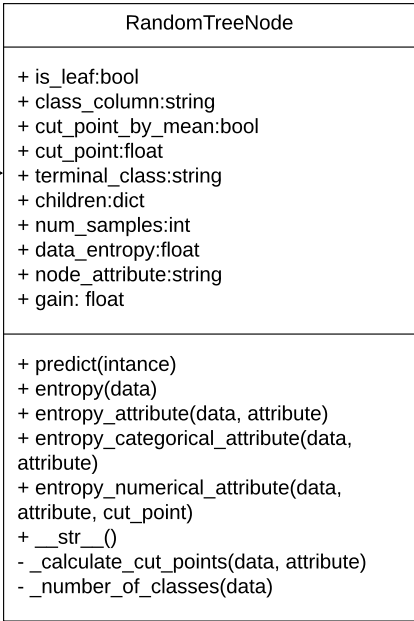 RandomTreeNode
+ is_leaf:bool
+ class_column:string
+ cut_point_by_mean:bool
+ cut_point:float
+ terminal_class:string
+ children:dict
+ num_samples:int
+ data_entropy:float
+ node_attribute:string
+ gain: float
+ predict(intance)
+ entropy(data)
+ entropy_attribute(data, attribute)
+ entropy_categorical_attribute(data,
attribute)
+ entropy_numerical_attribute(data,
attribute, cut_point)
+ __str__()
- _calculate_cut_points(data, attribute)
- _number_of_classes(data)